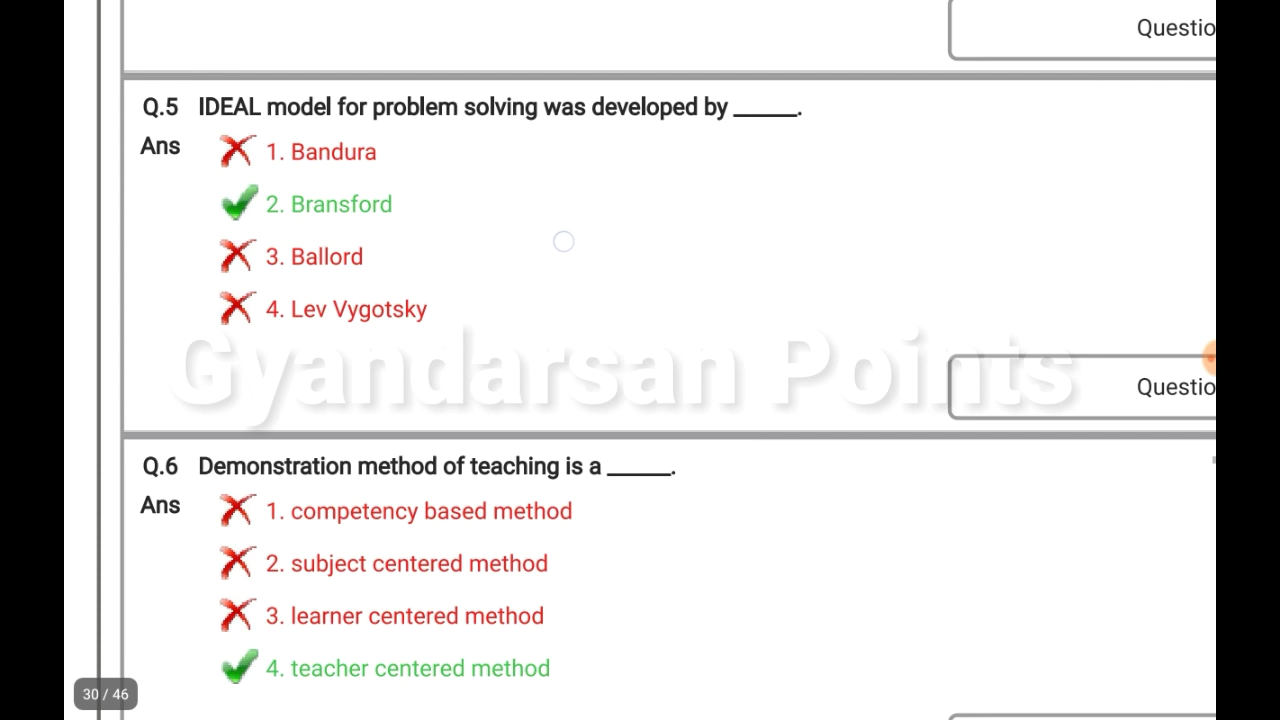 Questio
Q.5 IDEAL model for problem solving was developed by ______.
Ans 1. Bandura
2. Bransford
3. Ballord
4. Lev Vygotsky
Gyandarsan Points
Questio
Q.6 Demonstration method of teaching is a ______.
Ans 1. competency based method
2. subject centered method
3. learner centered method
4. teacher centered method
30 / 46